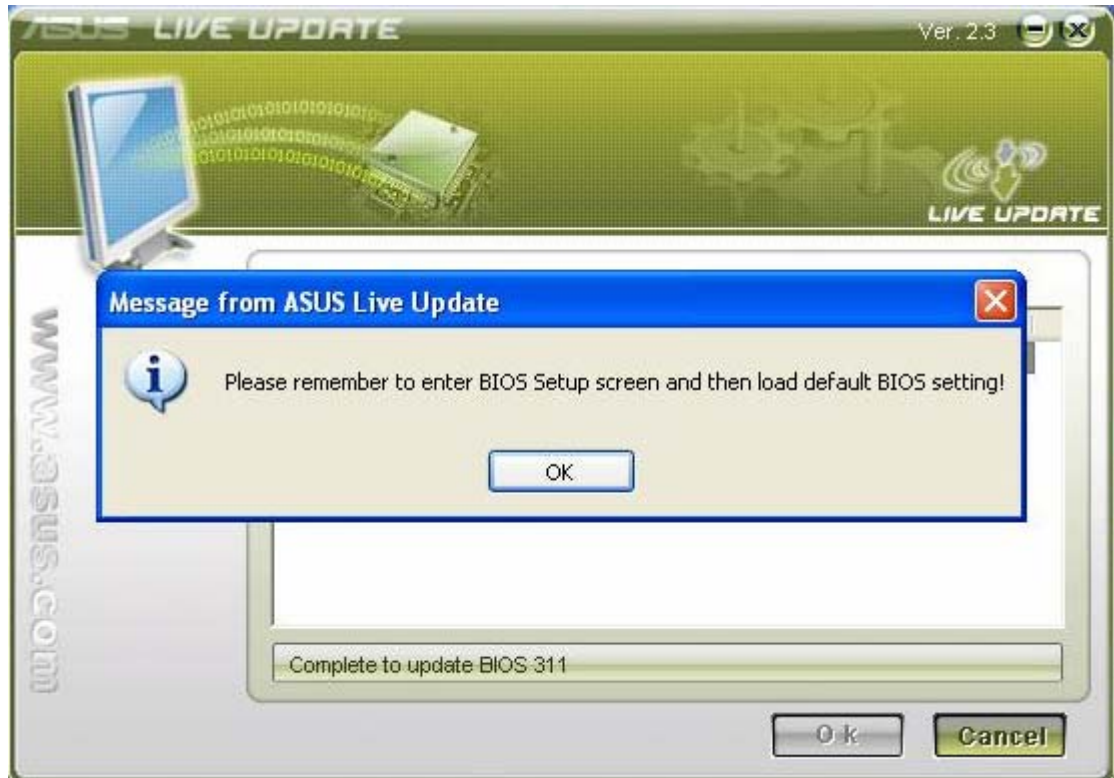 ASUS LIVE UPDATE
Ver. 2.3
LIVE UPDATE
Message from ASUS Live Update
Please remember to enter BIOS Setup screen and then load default BIOS setting!
OK
www.asus.com
Complete to update BIOS 311
Ok
Cancel